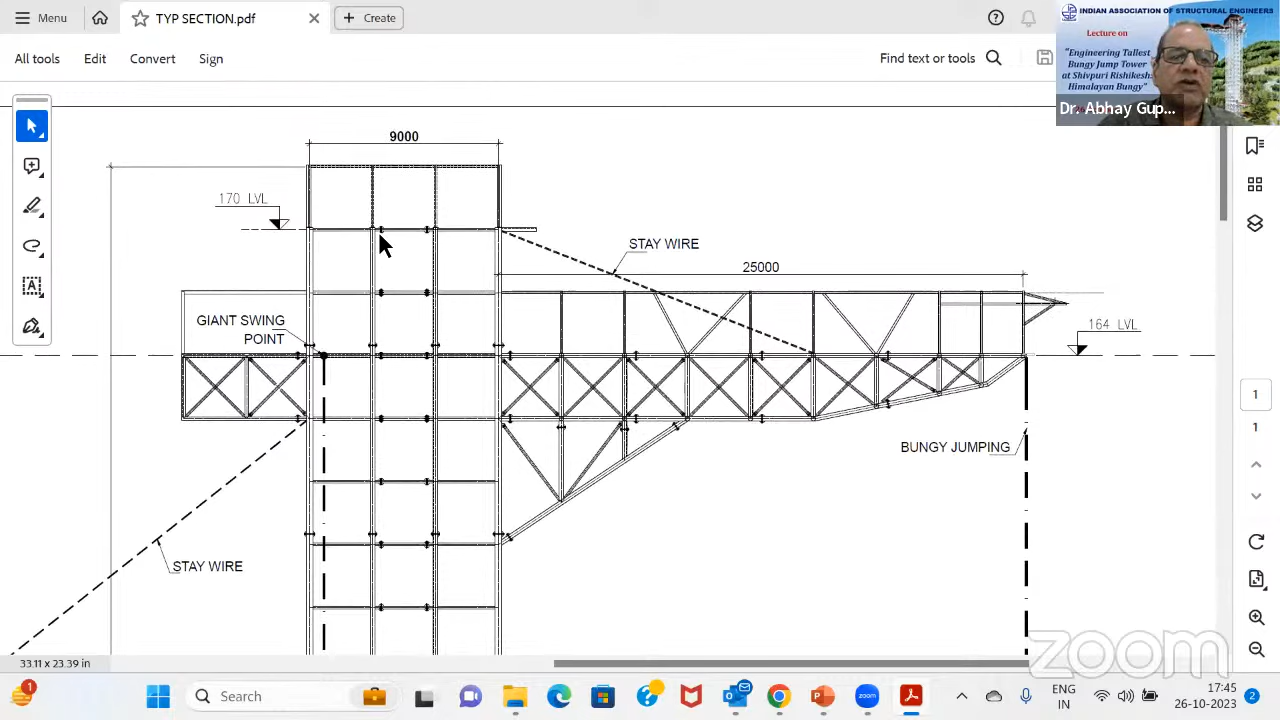 Menu
TYP SECTION.pdf
Create
All tools
Edit
Convert
Sign
Find text or tools
INDIAN ASSOCIATION OF STRUCTURAL ENGINEERS
Lecture on
"Engineering Tallest
Bungy Jump Tower
at Shivpuri Rishikesh:
Himalayan Bungy"
Dr. Abhay Gup...
9000
170 LVL
STAY WIRE
25000
GIANT SWING
POINT
164 LVL
BUNGY JUMPING
STAY WIRE
1
1
zoom
33.11 x 23.39 in
1
Search
ENG
IN
17:45
26-10-2023
2